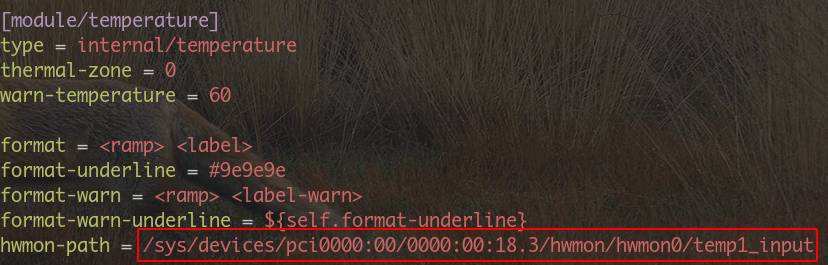 [module/temperature]
type = internal/temperature
thermal-zone = 0
warn-temperature = 60
format = <ramp> <label>
format-underline = #9e9e9e
format-warn = <ramp> <label-warn>
format-warn-underline = ${self.format-underline}
hwmon-path = /sys/devices/pci0000:00/0000:00:18.3/hwmon/hwmon0/temp1_input